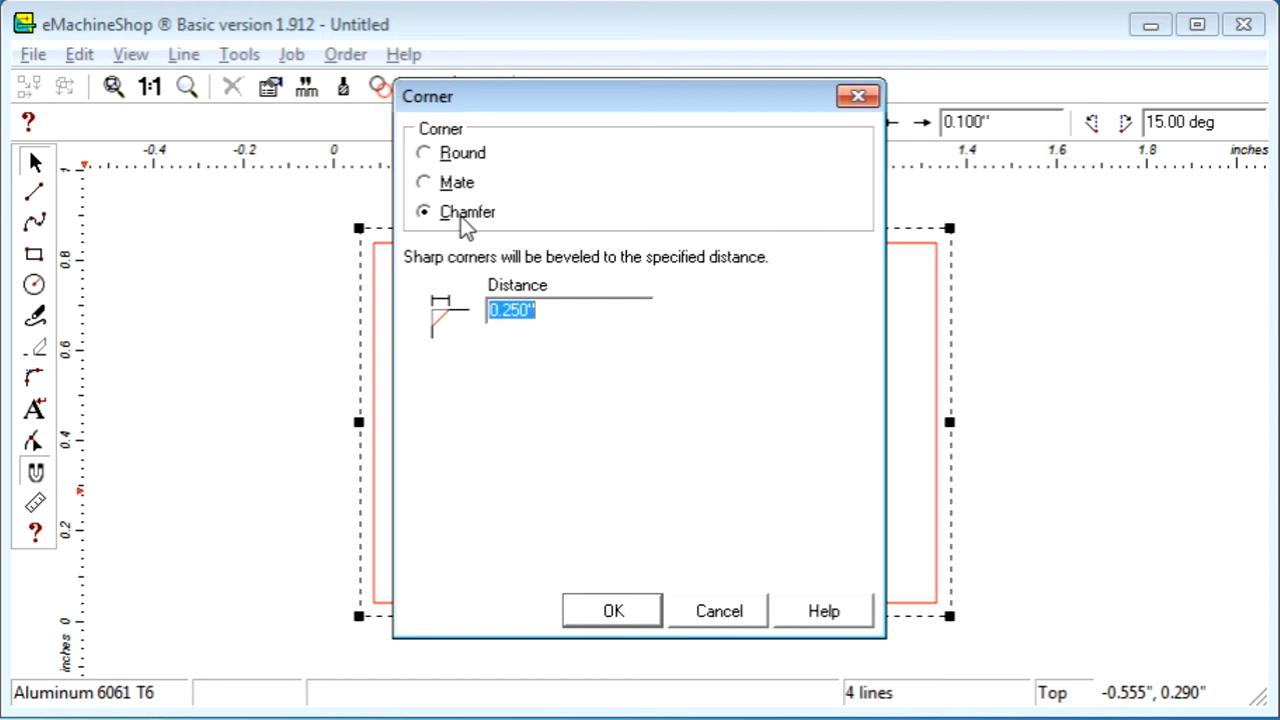 eMachineShop ® Basic version 1.912 - Untitled
File Edit View Line Tools Job Order Help
1:1 mm
? 0.100" 15.00 deg
-0.4 -0.2 0 1.4 1.6 1.8 inches
1
0.8
0.6
0.4
0.2
0
inches
A
?
Corner
Corner
Round
Mate
Chamfer
Sharp corners will be beveled to the specified distance.
Distance
0.250"
OK Cancel Help
Aluminum 6061 T6 4 lines Top -0.555", 0.290"